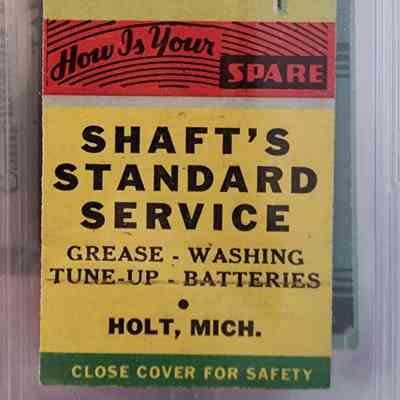 How Is Your SPARE
SHAFT'S
STANDARD
SERVICE
GREASE - WASHING
TUNE-UP - BATTERIES
•
HOLT, MICH.
CLOSE COVER FOR SAFETY